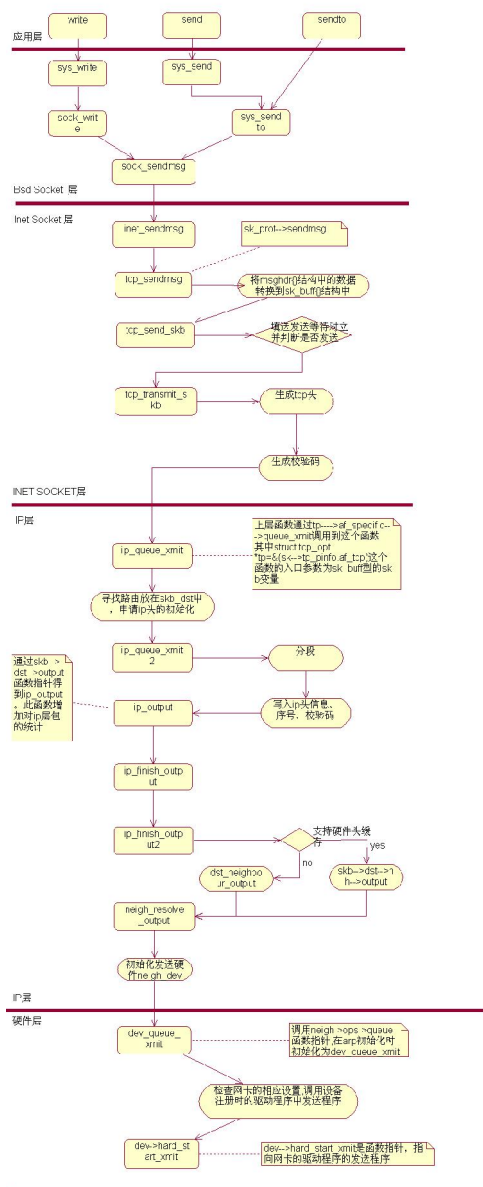 write
send
sendto
应用层
sys_write
sys_send
sock_writ
e
sys_send
to
sock_sendmsg
Bsd Socket 层
Inet Socket 层
inet_sendmsg
sk_prot-->sendmsg
tcp_sendmsg
将msghdr{}结构中的数据
转换到sk_buff{}结构中
tcp_send_skb
填送发送等待对立
并判断是否发送
tcp_transmit_s
kb
生成tcp头
生成校验码
INET SOCKET层
IP层
ip_queue_xmit
上层函数通过tp---->af_specific--
->queue_xmit调用到这个函数
其中struct tcp_opt
*tp=&(sk-->tp_pinfo.af_tcp)这个
函数的入口参数为sk_buff型的sk
b变量
寻找路由放在skb_dst中
，申请ip头的初始化
ip_queue_xmit
2
分段
通过skb->
dst->output
函数指针得
到ip_output
。此函数增
加对ip层包
的统计
ip_output
写入ip头信息、
序号、校验码
ip_finish_outp
ut
ip_finish_outp
ut2
支持硬件头缓
存
yes
no
dst_neighbo
ur_output
skb-->dst-->n
h-->output
neigh_resolve
_output
初始化发送硬
件neigh_dev
IP层
硬件层
dev_queue_
xmit
调用neigh->ops->queue
函数指针,在arp初始化时
初始化为dev_queue_xmit
检查网卡的相应设置,调用设备
注册时的驱动程序中发送程序
dev->hard_st
art_xmit
dev-->hard_start_xmit是函数指针，指
向网卡的驱动程序的发送程序